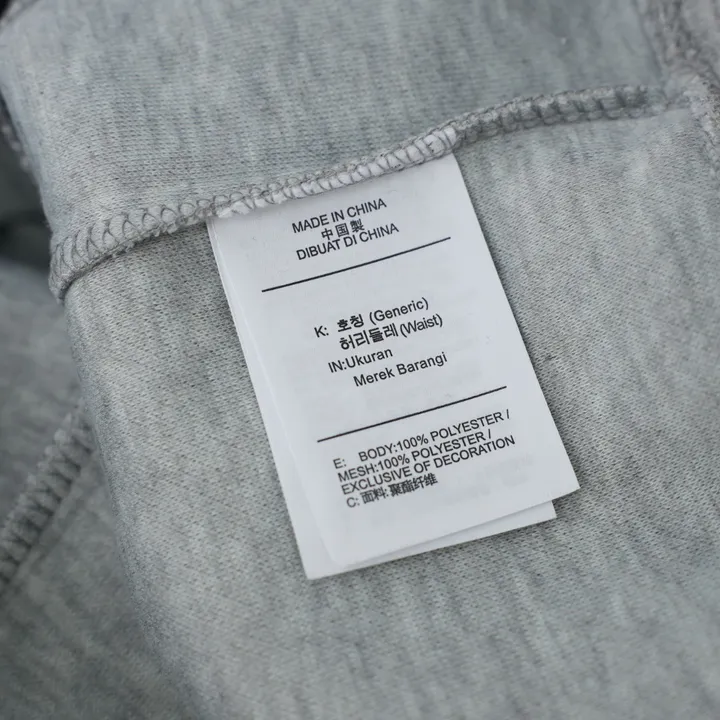 MADE IN CHINA
中国製
DIBUAT DI CHINA
K: 호칭 (Generic)
허리둘레(Waist)
IN:Ukuran
Merek Barangi
E: BODY:100% POLYESTER /
MESH:100% POLYESTER /
EXCLUSIVE OF DECORATION
C: 面料:聚酯纤维